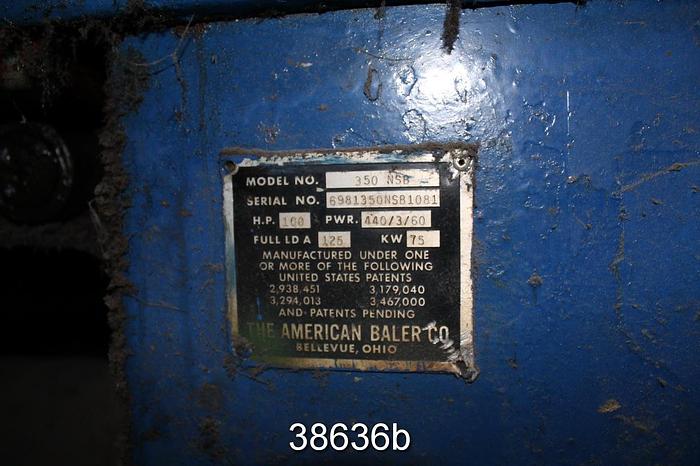 MODEL NO. 350 NSB
SERIAL NO. 6981350NSB1081
H.P. 100 PWR. 440/3/60
FULL LD A 125 KW 75
MANUFACTURED UNDER ONE
OR MORE OF THE FOLLOWING
UNITED STATES PATENTS
2,938,451 3,179,040
3,294,013 3,467,000
AND PATENTS PENDING
THE AMERICAN BALER CO
BELLEVUE, OHIO
38636b